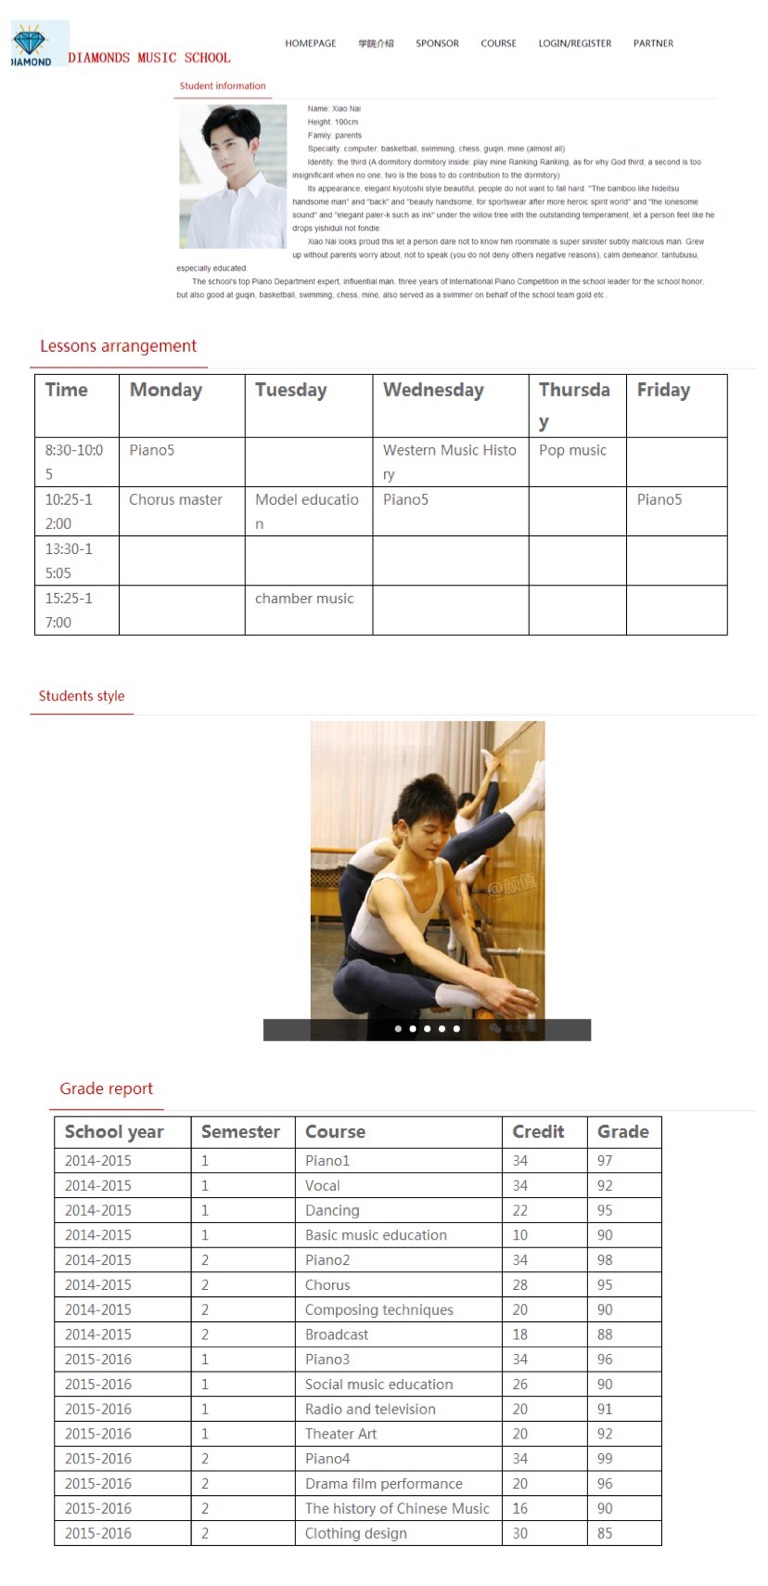 DIAMOND
DIAMONDS MUSIC SCHOOL
HOMEPAGE 学院介绍 SPONSOR COURSE LOGIN/REGISTER PARTNER
Student information
Name: Xiao Nai
Height: 190cm
Family: parents
Specialty: computer, basketball, swimming, chess, guqin, mine (almost all)
Identity: the third (A dormitory dormitory inside: play mine Ranking Ranking, as for why God third, a second is too
insignificant when no one, two is the boss to do contribution to the dormitory)
Its appearance, elegant kiyotoshi style beautiful, people do not want to fall hard. "The bamboo like hideitsu
handsome man" and "back" and "beauty handsome, for sportswear after more heroic spirit world" and "the lonesome
sound" and "elegant paler-k such as ink" under the willow tree with the outstanding temperament, let a person feel like he
drops yishiduli not fondle.
Xiao Nai looks proud this let a person dare not to know him roommate is super sinister subtly malicious man. Grew
up without parents worry about, not to speak (you do not deny others negative reasons), calm demeanor, tantubusu,
especially educated.
The school's top Piano Department expert, influential man, three years of International Piano Competition in the school leader for the school honor,
but also good at guqin, basketball, swimming, chess, mine, also served as a swimmer on behalf of the school team gold etc..
Lessons arrangement
Time Monday Tuesday Wednesday Thursda
y Friday
8:30-10:0
5 Piano5 Western Music Histo
ry Pop music
10:25-1
2:00 Chorus master Model educatio
n Piano5 Piano5
13:30-1
5:05
15:25-1
7:00 chamber music
Students style
@颜值
Grade report
School year Semester Course Credit Grade
2014-2015 1 Piano1 34 97
2014-2015 1 Vocal 34 92
2014-2015 1 Dancing 22 95
2014-2015 1 Basic music education 10 90
2014-2015 2 Piano2 34 98
2014-2015 2 Chorus 28 95
2014-2015 2 Composing techniques 20 90
2014-2015 2 Broadcast 18 88
2015-2016 1 Piano3 34 96
2015-2016 1 Social music education 26 90
2015-2016 1 Radio and television 20 91
2015-2016 1 Theater Art 20 92
2015-2016 2 Piano4 34 99
2015-2016 2 Drama film performance 20 96
2015-2016 2 The history of Chinese Music 16 90
2015-2016 2 Clothing design 30 85